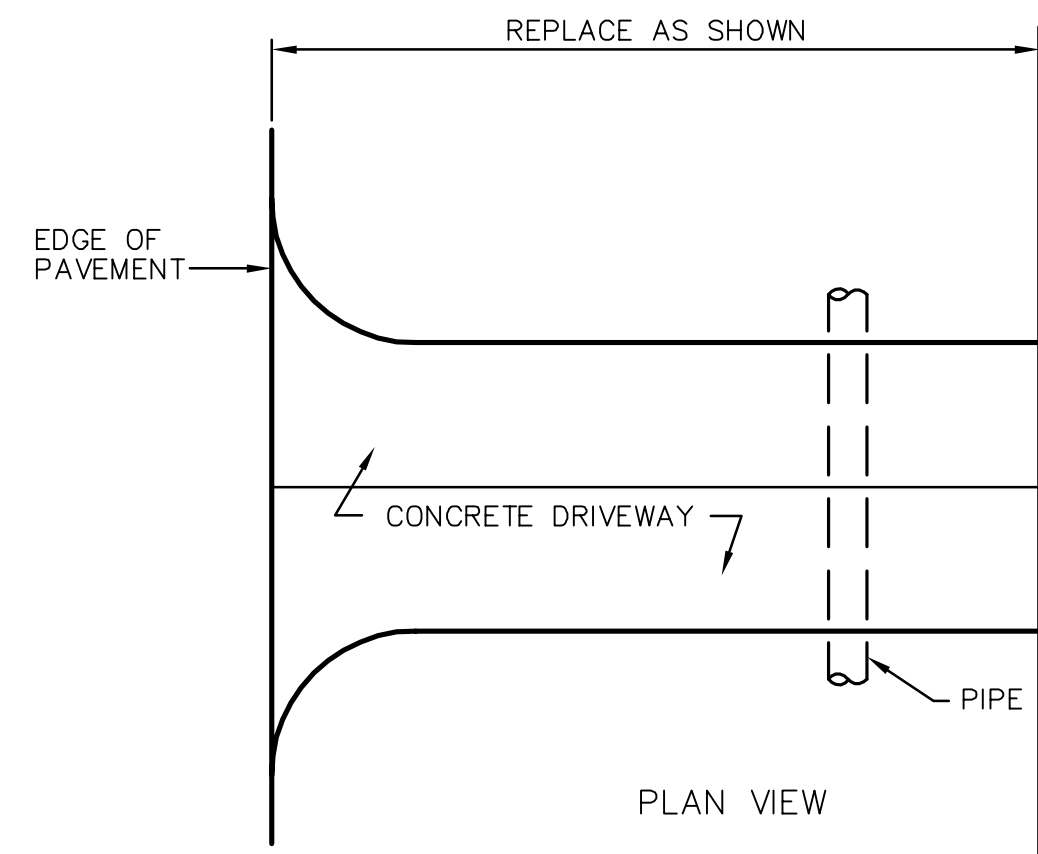 REPLACE AS SHOWN
EDGE OF
PAVEMENT
CONCRETE DRIVEWAY
PIPE
PLAN VIEW